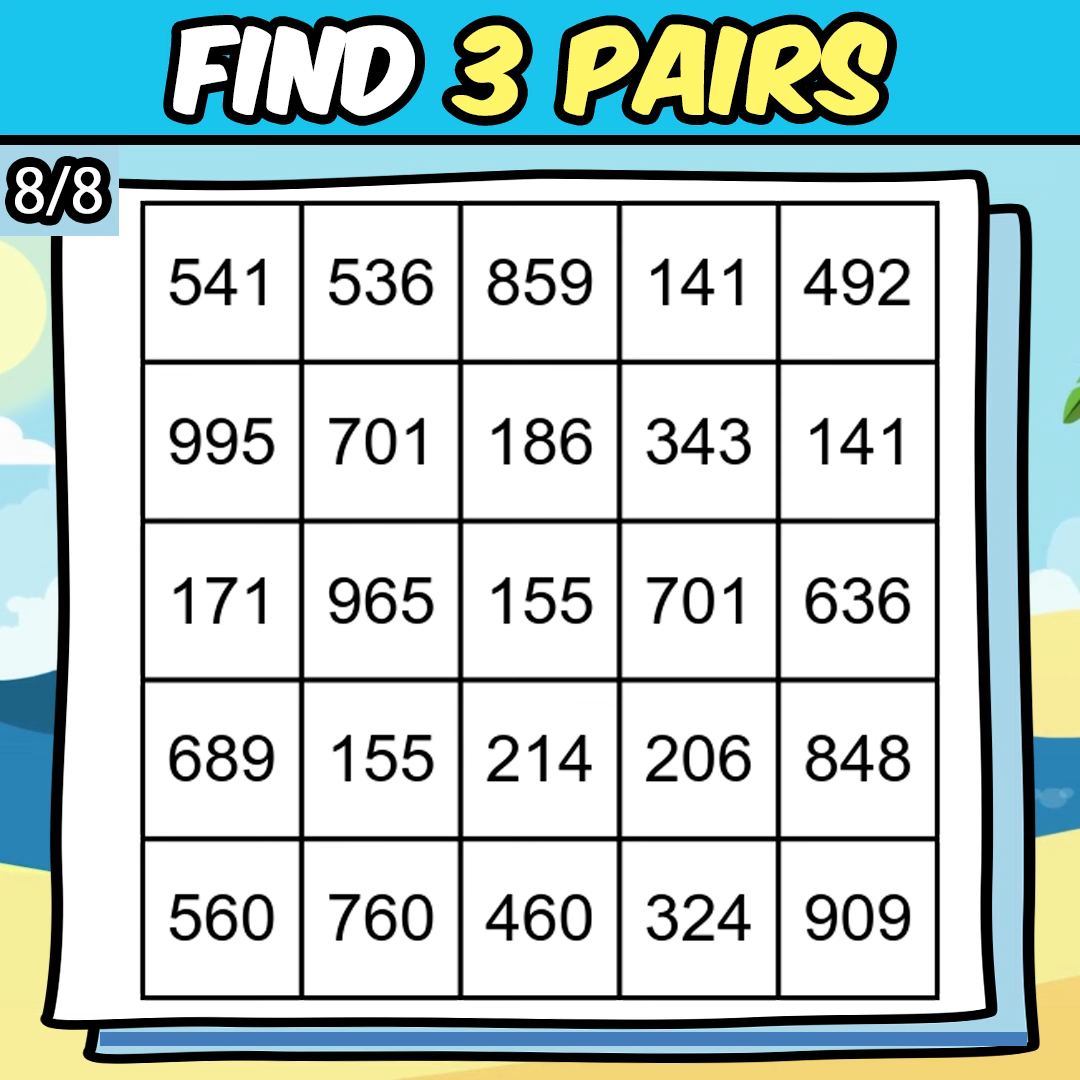 FIND 3 PAIRS
8/8
541 536 859 141 492
995 701 186 343 141
171 965 155 701 636
689 155 214 206 848
560 760 460 324 909